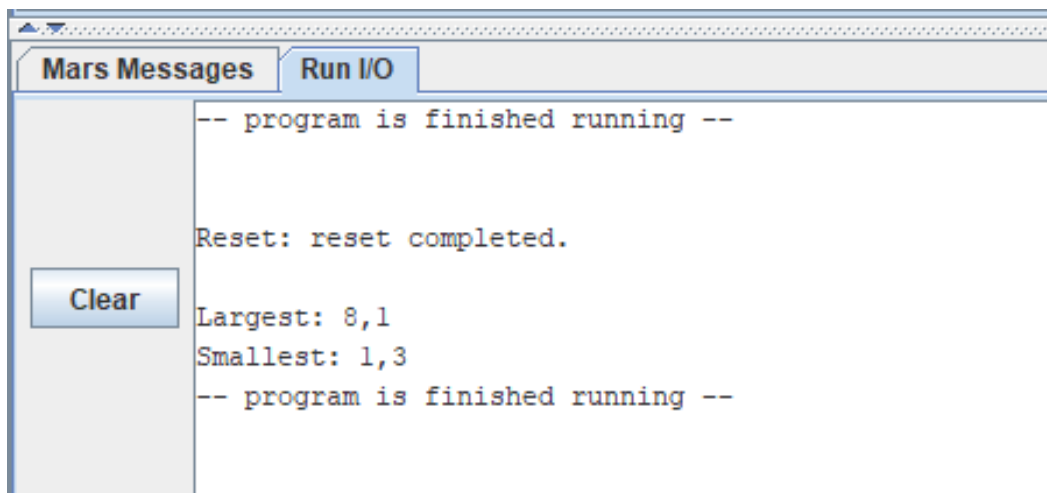 Mars Messages Run I/O
-- program is finished running --
Reset: reset completed.
Clear
Largest: 8,1
Smallest: 1,3
-- program is finished running --